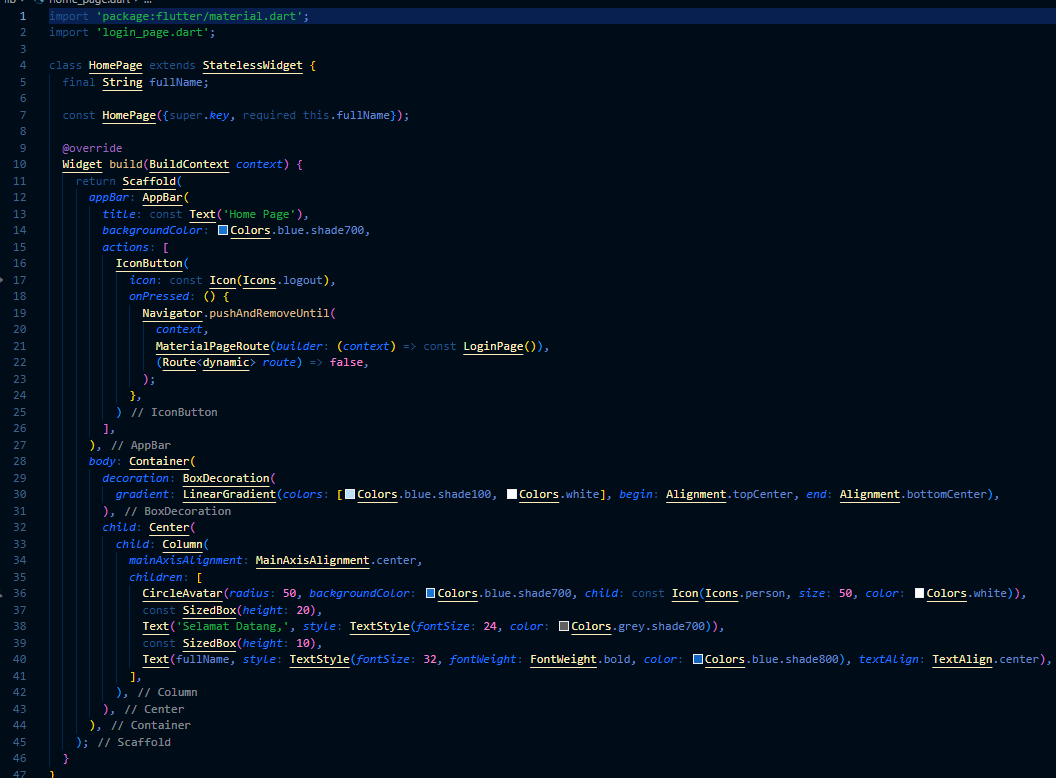 home_page.dart > ...
1 import 'package:flutter/material.dart';
2 import 'login_page.dart';
3
4 class HomePage extends StatelessWidget {
5   final String fullName;
6
7   const HomePage({super.key, required this.fullName});
8
9   @override
10   Widget build(BuildContext context) {
11     return Scaffold(
12       appBar: AppBar(
13         title: const Text('Home Page'),
14         backgroundColor: Colors.blue.shade700,
15         actions: [
16           IconButton(
17             icon: const Icon(Icons.logout),
18             onPressed: () {
19               Navigator.pushAndRemoveUntil(
20                 context,
21                 MaterialPageRoute(builder: (context) => const LoginPage()),
22                 (Route<dynamic> route) => false,
23               );
24             },
25           ) // IconButton
26         ],
27       ), // AppBar
28       body: Container(
29         decoration: BoxDecoration(
30           gradient: LinearGradient(colors: [Colors.blue.shade100, Colors.white], begin: Alignment.topCenter, end: Alignment.bottomCenter),
31         ), // BoxDecoration
32         child: Center(
33           child: Column(
34             mainAxisAlignment: MainAxisAlignment.center,
35             children: [
36               CircleAvatar(radius: 50, backgroundColor: Colors.blue.shade700, child: const Icon(Icons.person, size: 50, color: Colors.white)),
37               const SizedBox(height: 20),
38               Text('Selamat Datang,', style: TextStyle(fontSize: 24, color: Colors.grey.shade700)),
39               const SizedBox(height: 10),
40               Text(fullName, style: TextStyle(fontSize: 32, fontWeight: FontWeight.bold, color: Colors.blue.shade800), textAlign: TextAlign.center),
41             ],
42           ), // Column
43         ), // Center
44       ), // Container
45     ); // Scaffold
46   }
47 }